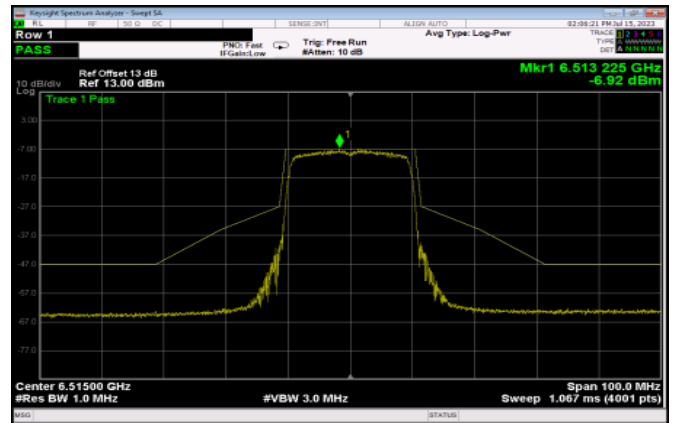 Keysight Spectrum Analyzer - Swept SA
RL RF 50 Ω DC SENSE:INT ALIGN AUTO 02:06:21 PM Jul 15, 2023
Row 1 Avg Type: Log-Pwr TRACE 1 2 3 4 5 6
PASS PNO: Fast Trig: Free Run TYPE A WWWWW
IFGain:Low #Atten: 10 dB DET A N N N N N
Ref Offset 13 dB Mkr1 6.513 225 GHz
10 dB/div Ref 13.00 dBm -6.92 dBm
Log
Trace 1 Pass
3.00
1
-7.00
-17.0
-27.0
-37.0
-47.0
-57.0
-67.0
-77.0
Center 6.51500 GHz Span 100.0 MHz
#Res BW 1.0 MHz #VBW 3.0 MHz Sweep 1.067 ms (4001 pts)
MSG STATUS